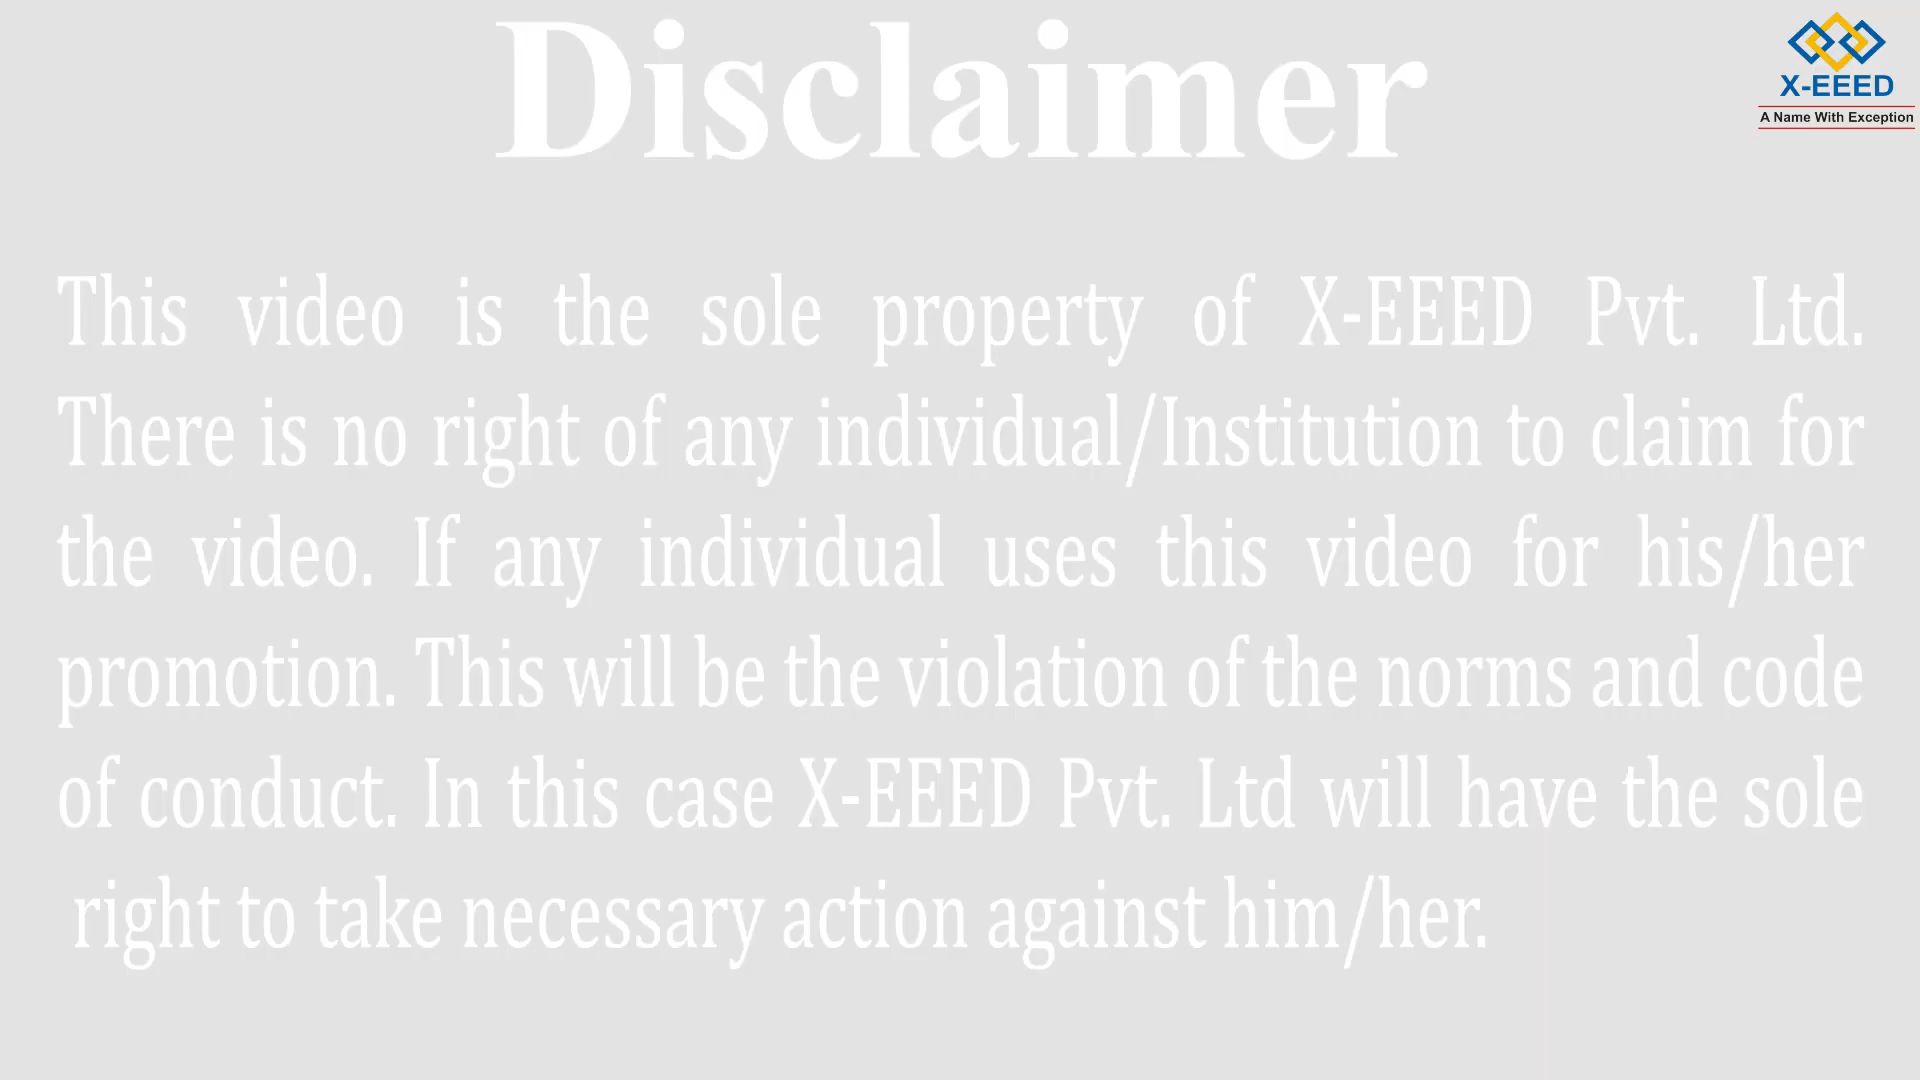 Disclaimer
X-EEED
A Name With Exception
This video is the sole property of X-EEED Pvt. Ltd.
There is no right of any individual/Institution to claim for
the video. If any individual uses this video for his/her
promotion. This will be the violation of the norms and code
of conduct. In this case X-EEED Pvt. Ltd will have the sole
right to take necessary action against him/her.